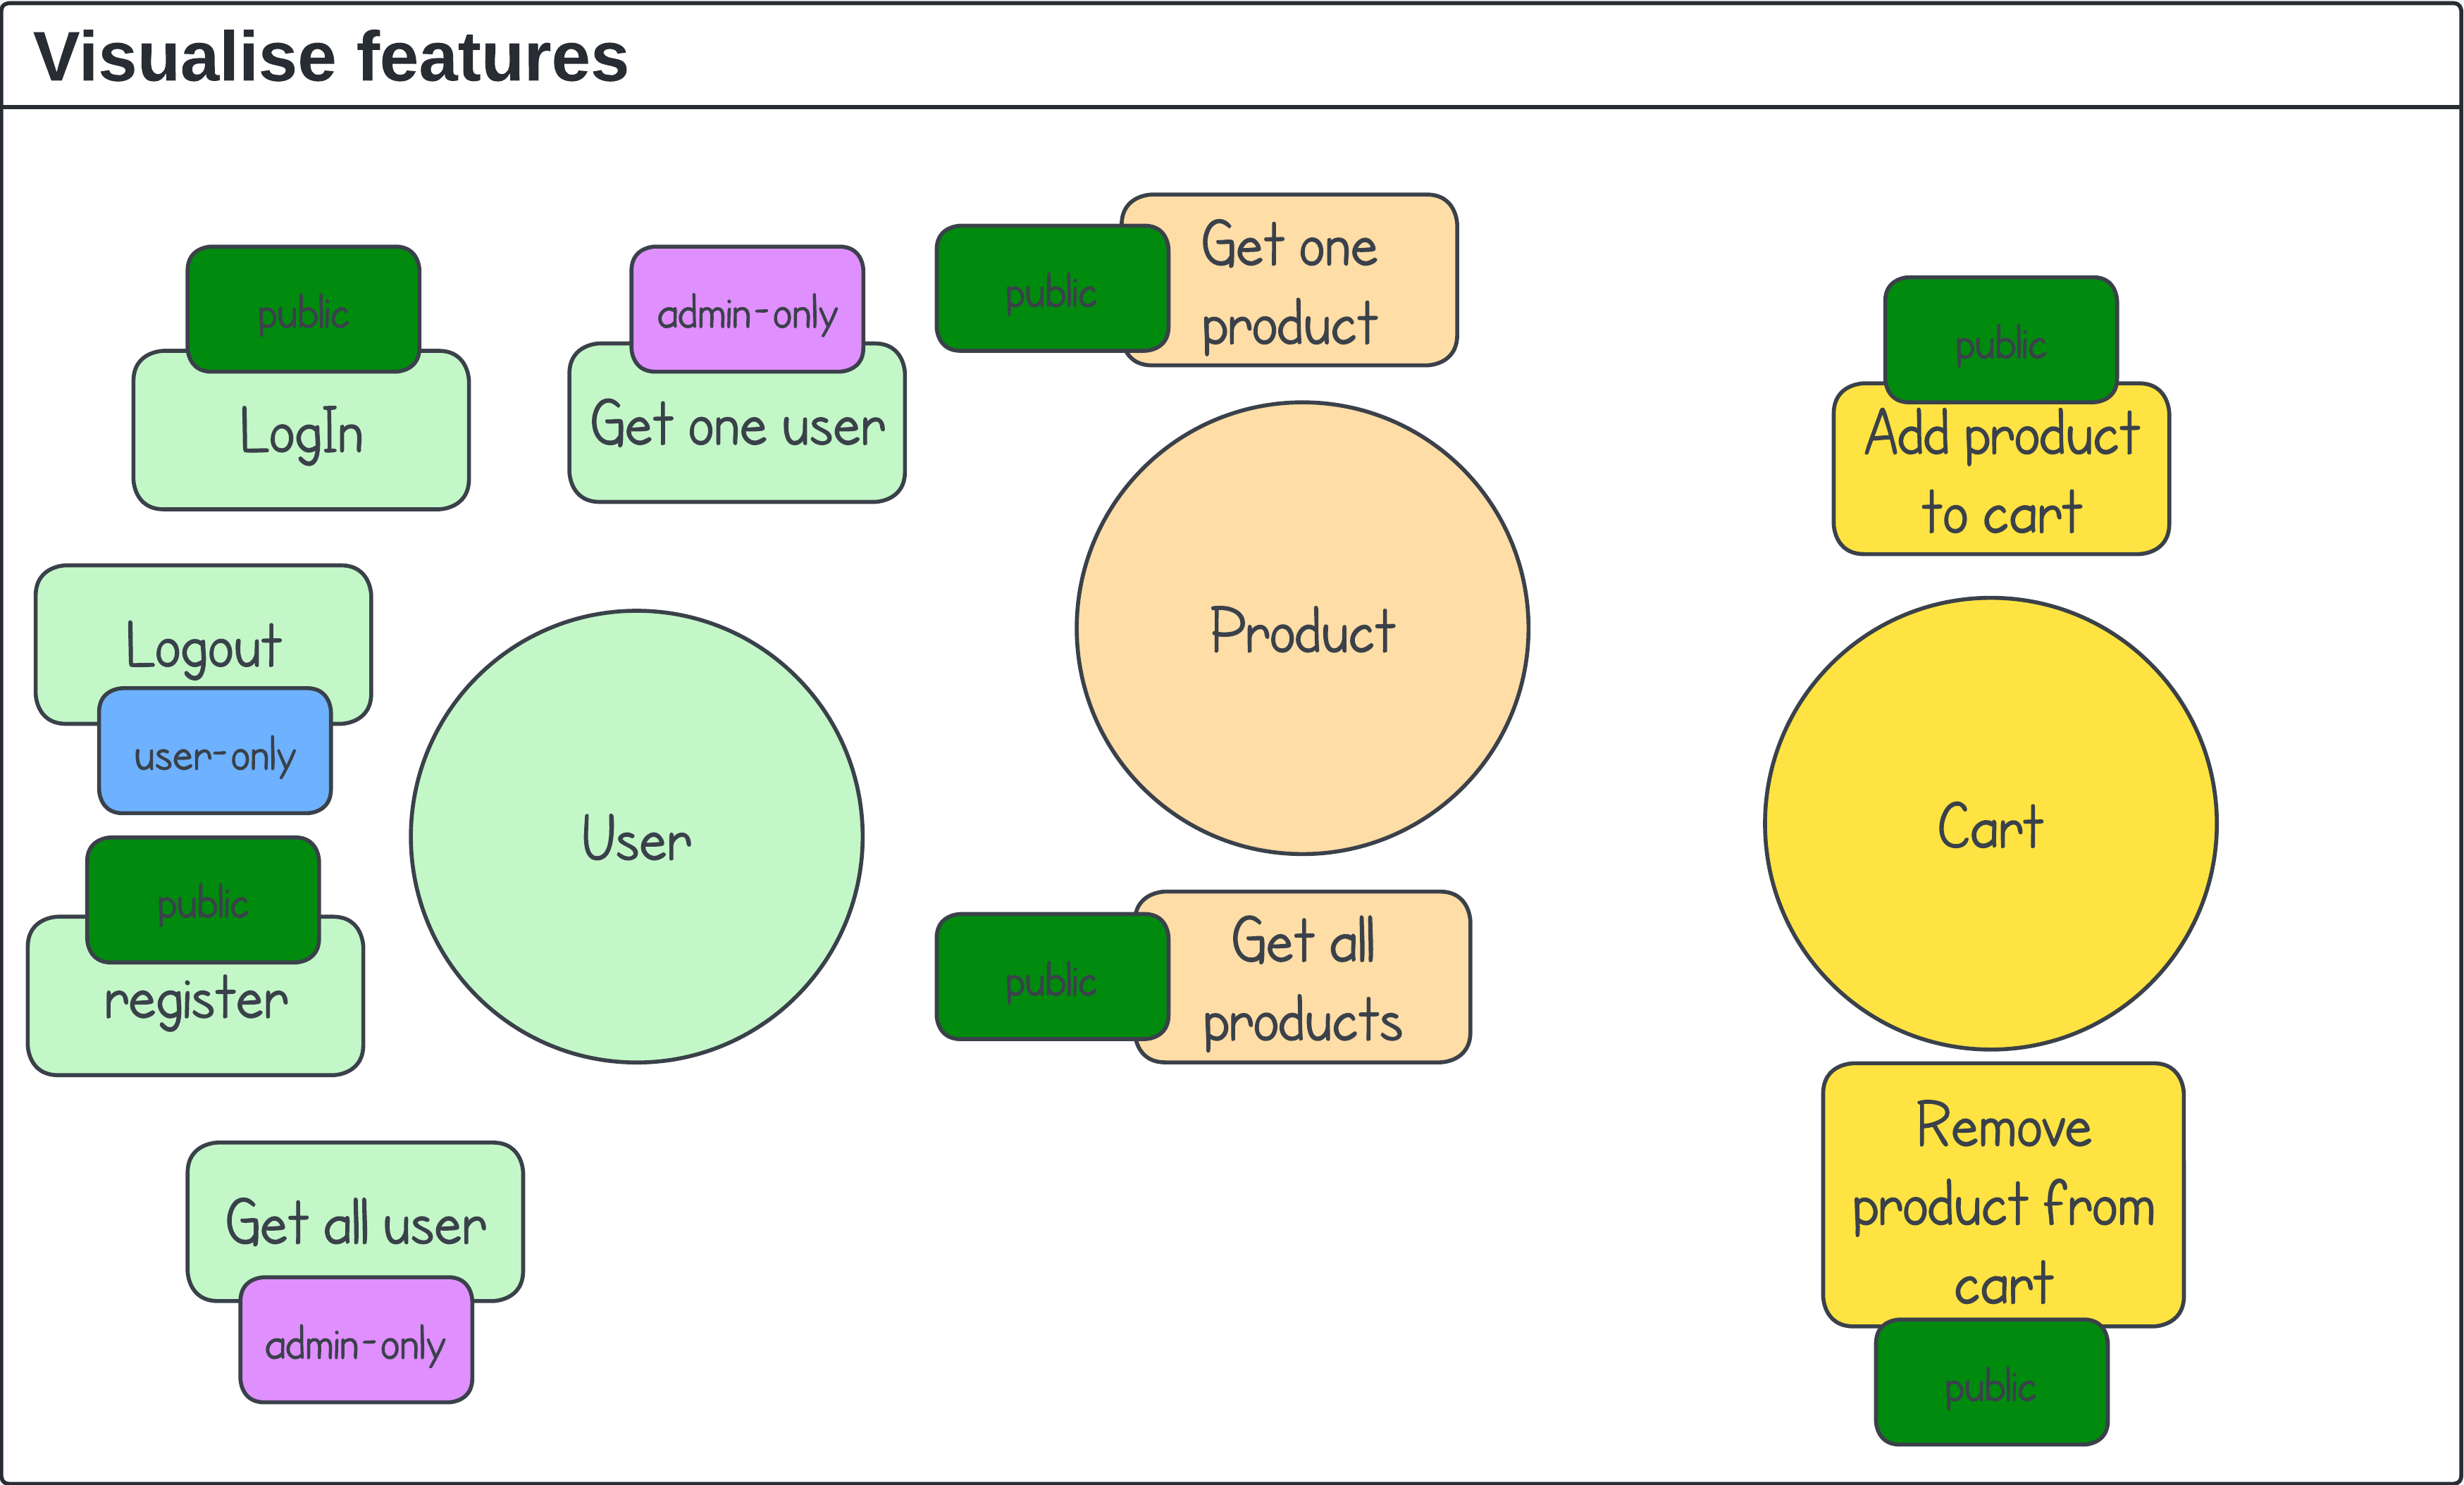 Visualise features
public
LogIn
admin-only
Get one user
Logout
user-only
public
register
User
Get all user
admin-only
public
Get one
product
Product
public
Get all
products
public
Add product
to cart
Cart
Remove
product from
cart
public